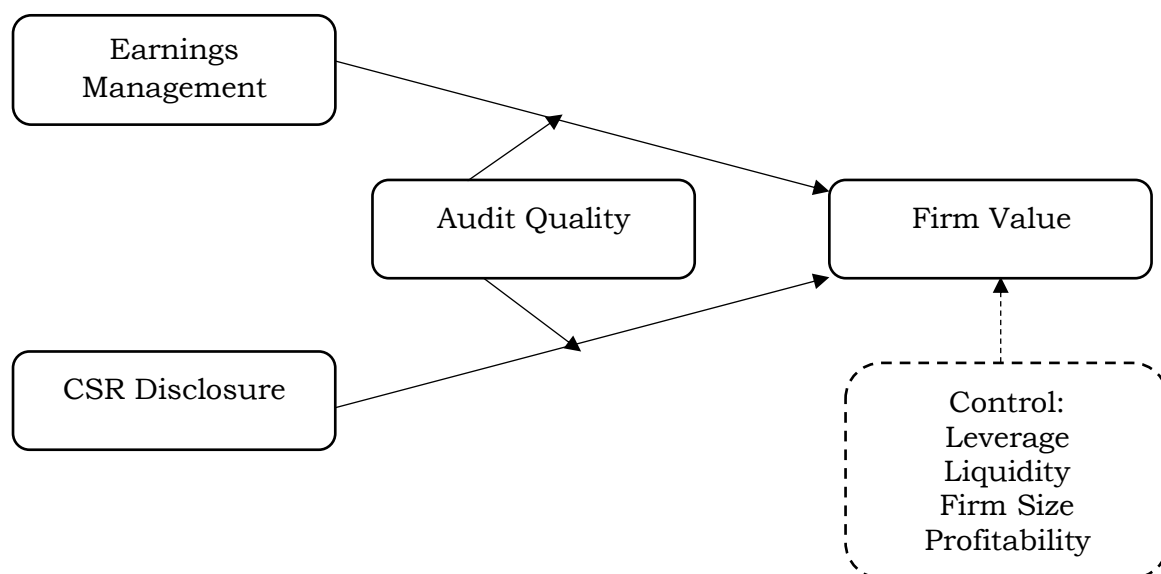 Earnings
Management
Audit Quality
Firm Value
CSR Disclosure
Control:
Leverage
Liquidity
Firm Size
Profitability